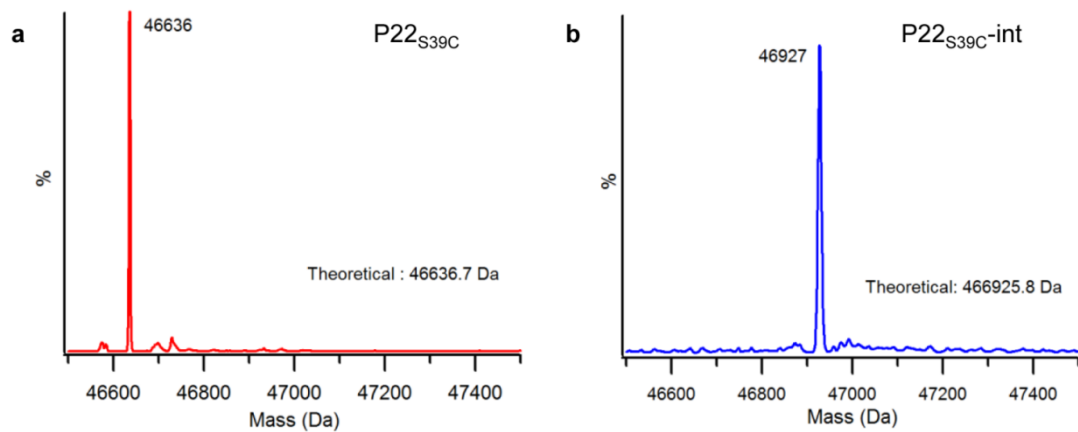 a
46636
P22S39C
%
Theoretical : 46636.7 Da
46600 46800 47000 47200 47400
Mass (Da)
b
P22S39C-int
46927
%
Theoretical: 466925.8 Da
46600 46800 47000 47200 47400
Mass (Da)